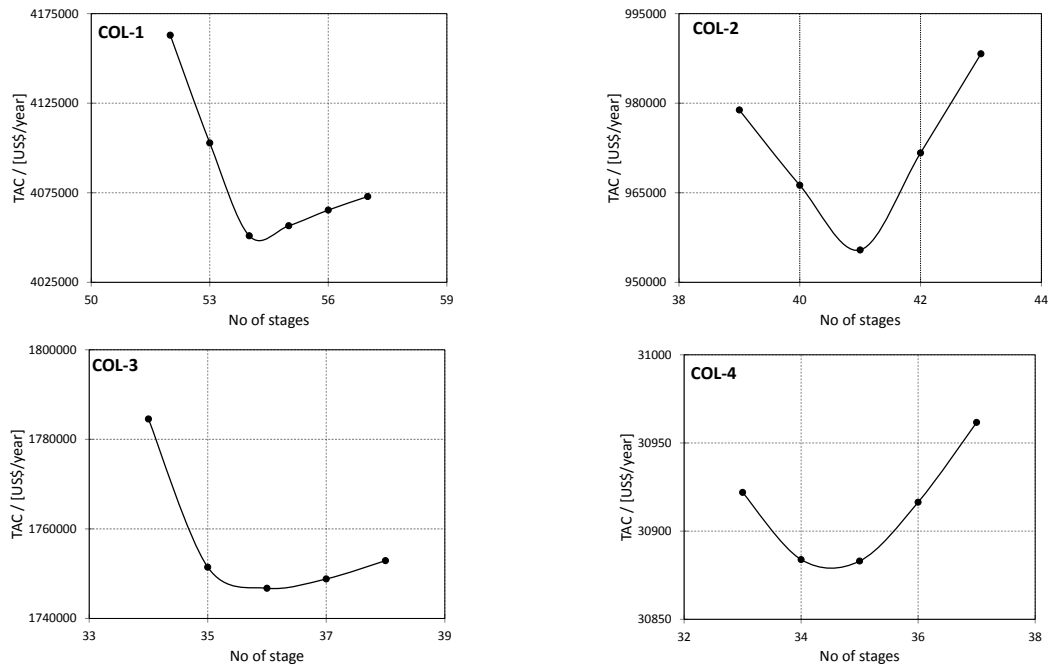 COL-1
TAC / [US$/year]
4175000
4125000
4075000
4025000
50 53 56 59
No of stages
COL-2
TAC / [US$/year]
995000
980000
965000
950000
38 40 42 44
No of stages
COL-3
TAC / [US$/year]
1800000
1780000
1760000
1740000
33 35 37 39
No of stage
COL-4
TAC / [US$/year]
31000
30950
30900
30850
32 34 36 38
No of stages